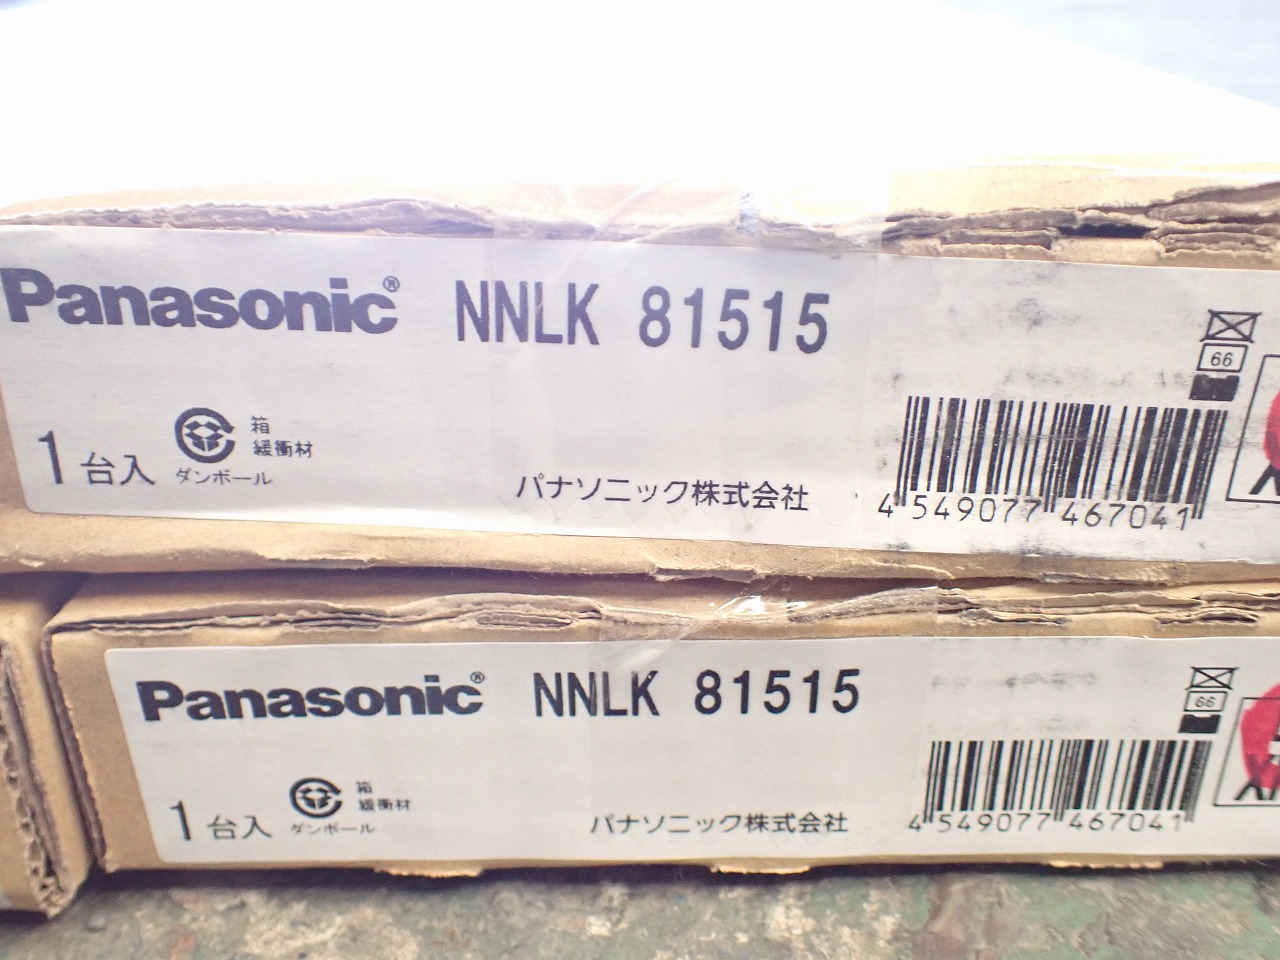 Panasonic® NNLK 81515
66
箱
緩衝材
ダンボール
1台入
パナソニック株式会社
4 549077 467041
Panasonic® NNLK 81515
66
箱
緩衝材
ダンボール
1台入
パナソニック株式会社
4 549077 467041